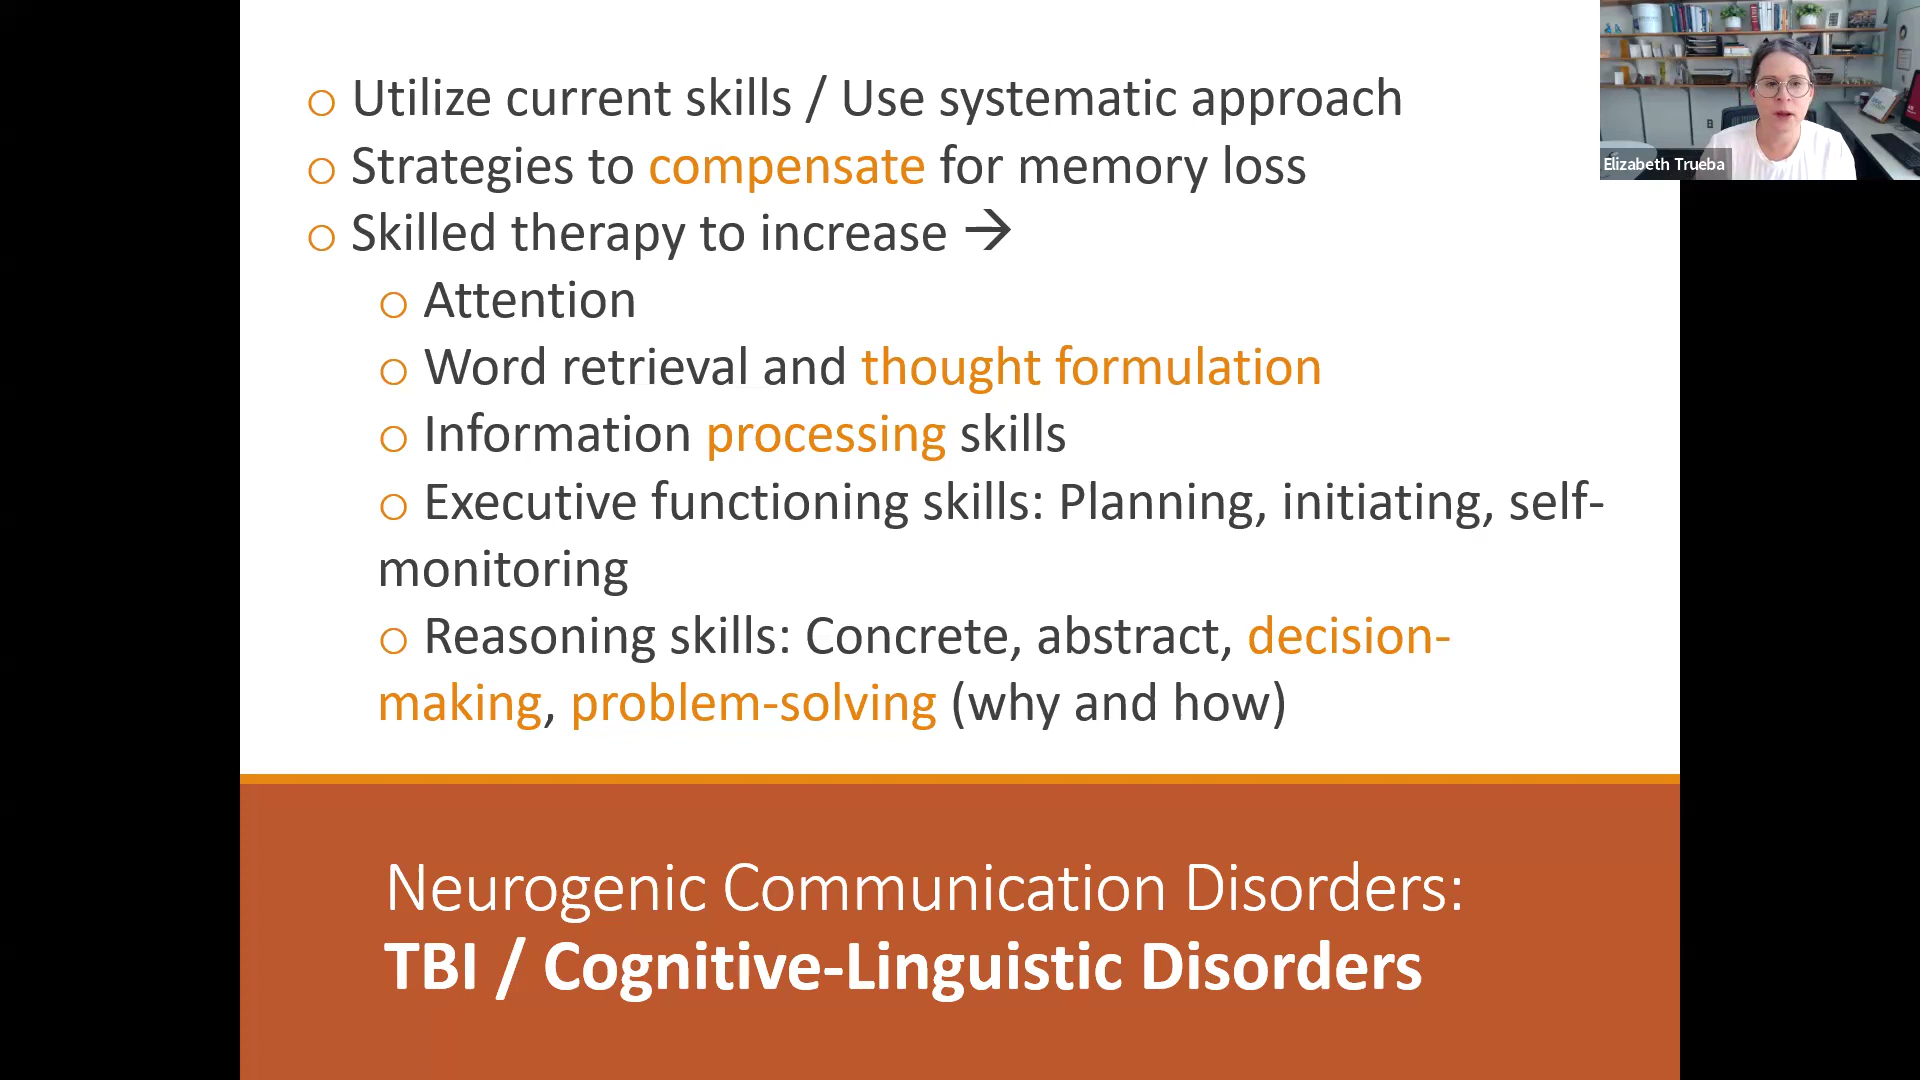 o Utilize current skills / Use systematic approach
o Strategies to compensate for memory loss
o Skilled therapy to increase →
o Attention
o Word retrieval and thought formulation
o Information processing skills
o Executive functioning skills: Planning, initiating, self-
monitoring
o Reasoning skills: Concrete, abstract, decision-
making, problem-solving (why and how)
Neurogenic Communication Disorders:
TBI / Cognitive-Linguistic Disorders
Elizabeth Trueba